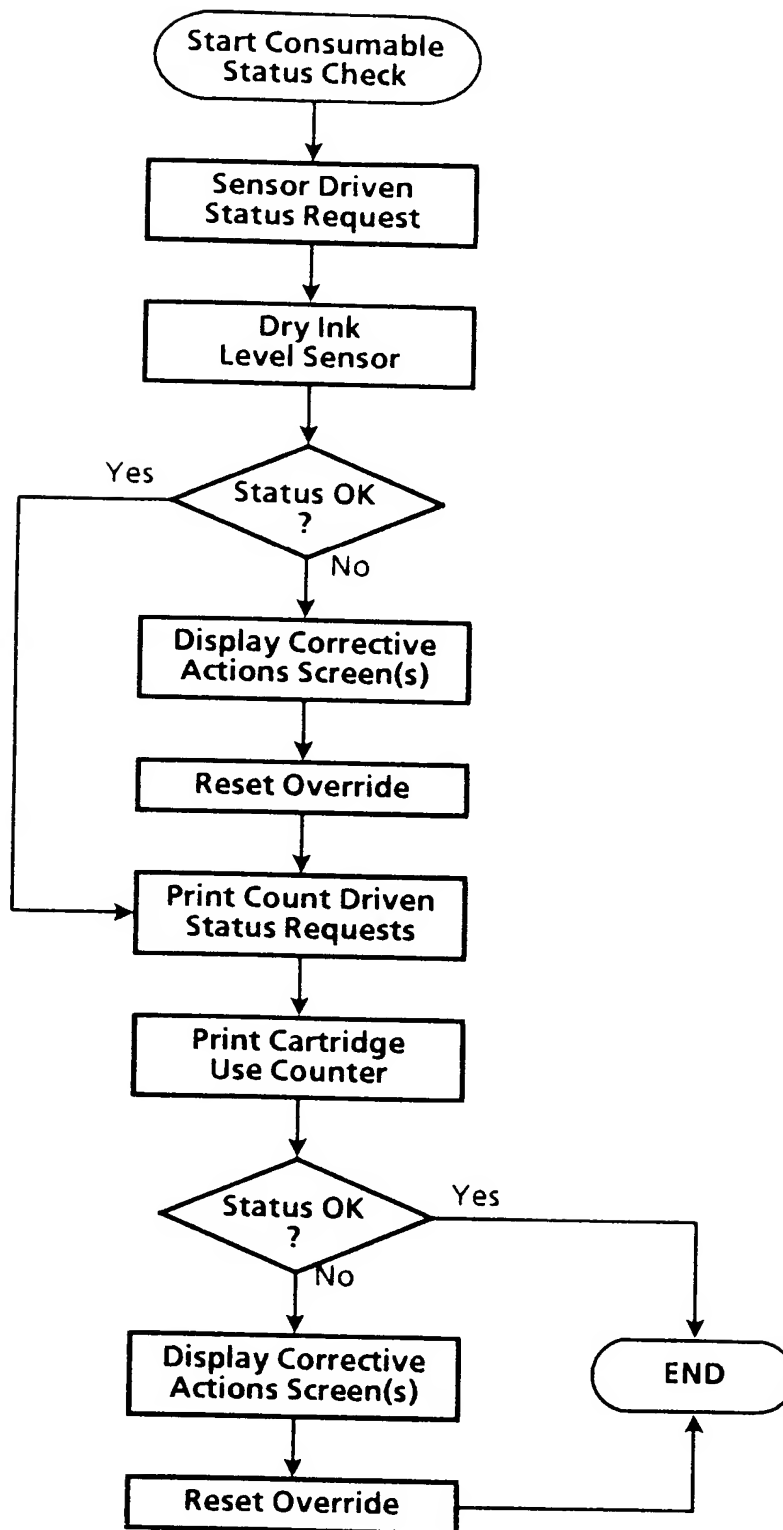 Start Consumable
Status Check
Sensor Driven
Status Request
Dry Ink
Level Sensor
Yes
Status OK
?
No
Display Corrective
Actions Screen(s)
Reset Override
Print Count Driven
Status Requests
Print Cartridge
Use Counter
Status OK
?
Yes
No
Display Corrective
Actions Screen(s)
END
Reset Override